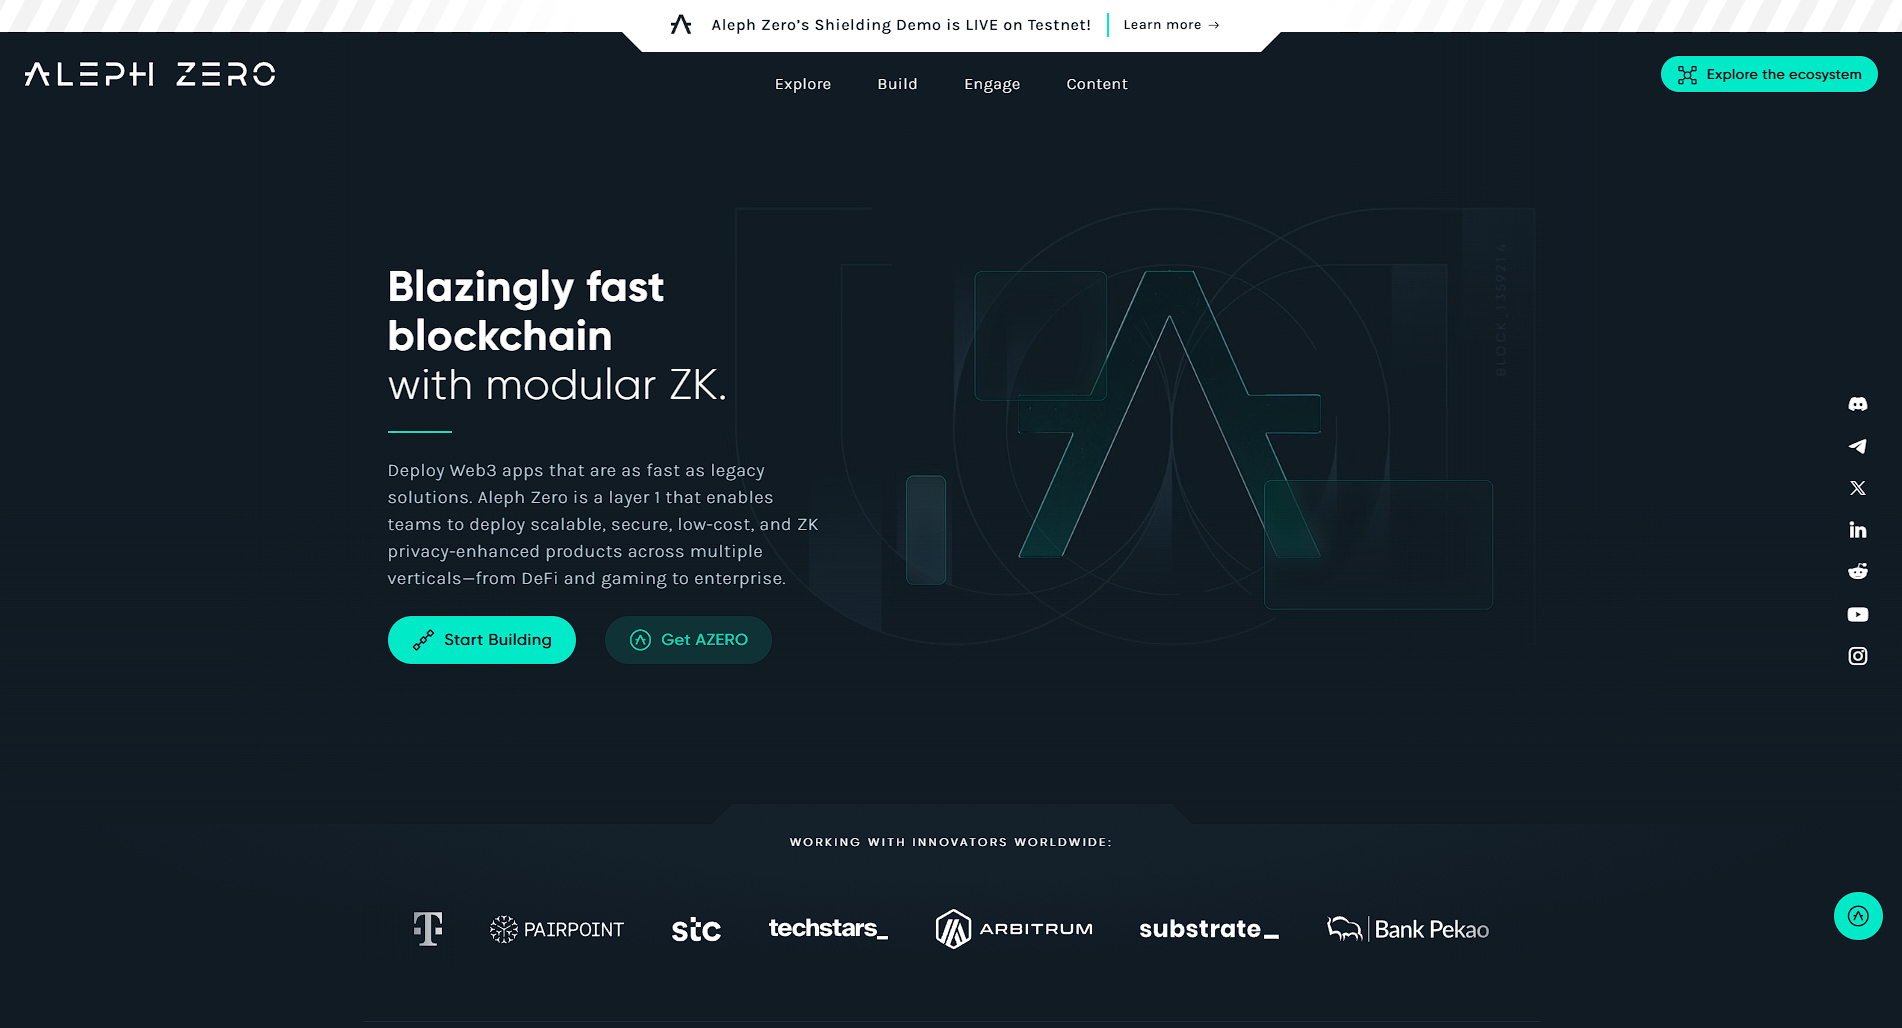 Aleph Zero’s Shielding Demo is LIVE on Testnet!
Learn more →
ALEPH ZERO
Explore
Build
Engage
Content
Explore the ecosystem
Blazingly fast
blockchain
with modular ZK.
BLOCK_1359214
Deploy Web3 apps that are as fast as legacy
solutions. Aleph Zero is a layer 1 that enables
teams to deploy scalable, secure, low-cost, and ZK
privacy-enhanced products across multiple
verticals—from DeFi and gaming to enterprise.
Start Building
Get AZERO
WORKING WITH INNOVATORS WORLDWIDE:
T
PAIRPOINT
stc
techstars_
ARBITRUM
substrate_
Bank Pekao